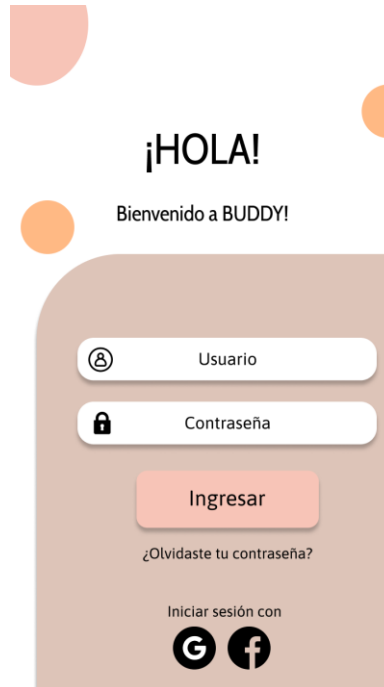 ¡HOLA!
Bienvenido a BUDDY!
Usuario
Contraseña
Ingresar
¿Olvidaste tu contraseña?
Iniciar sesión con
G f